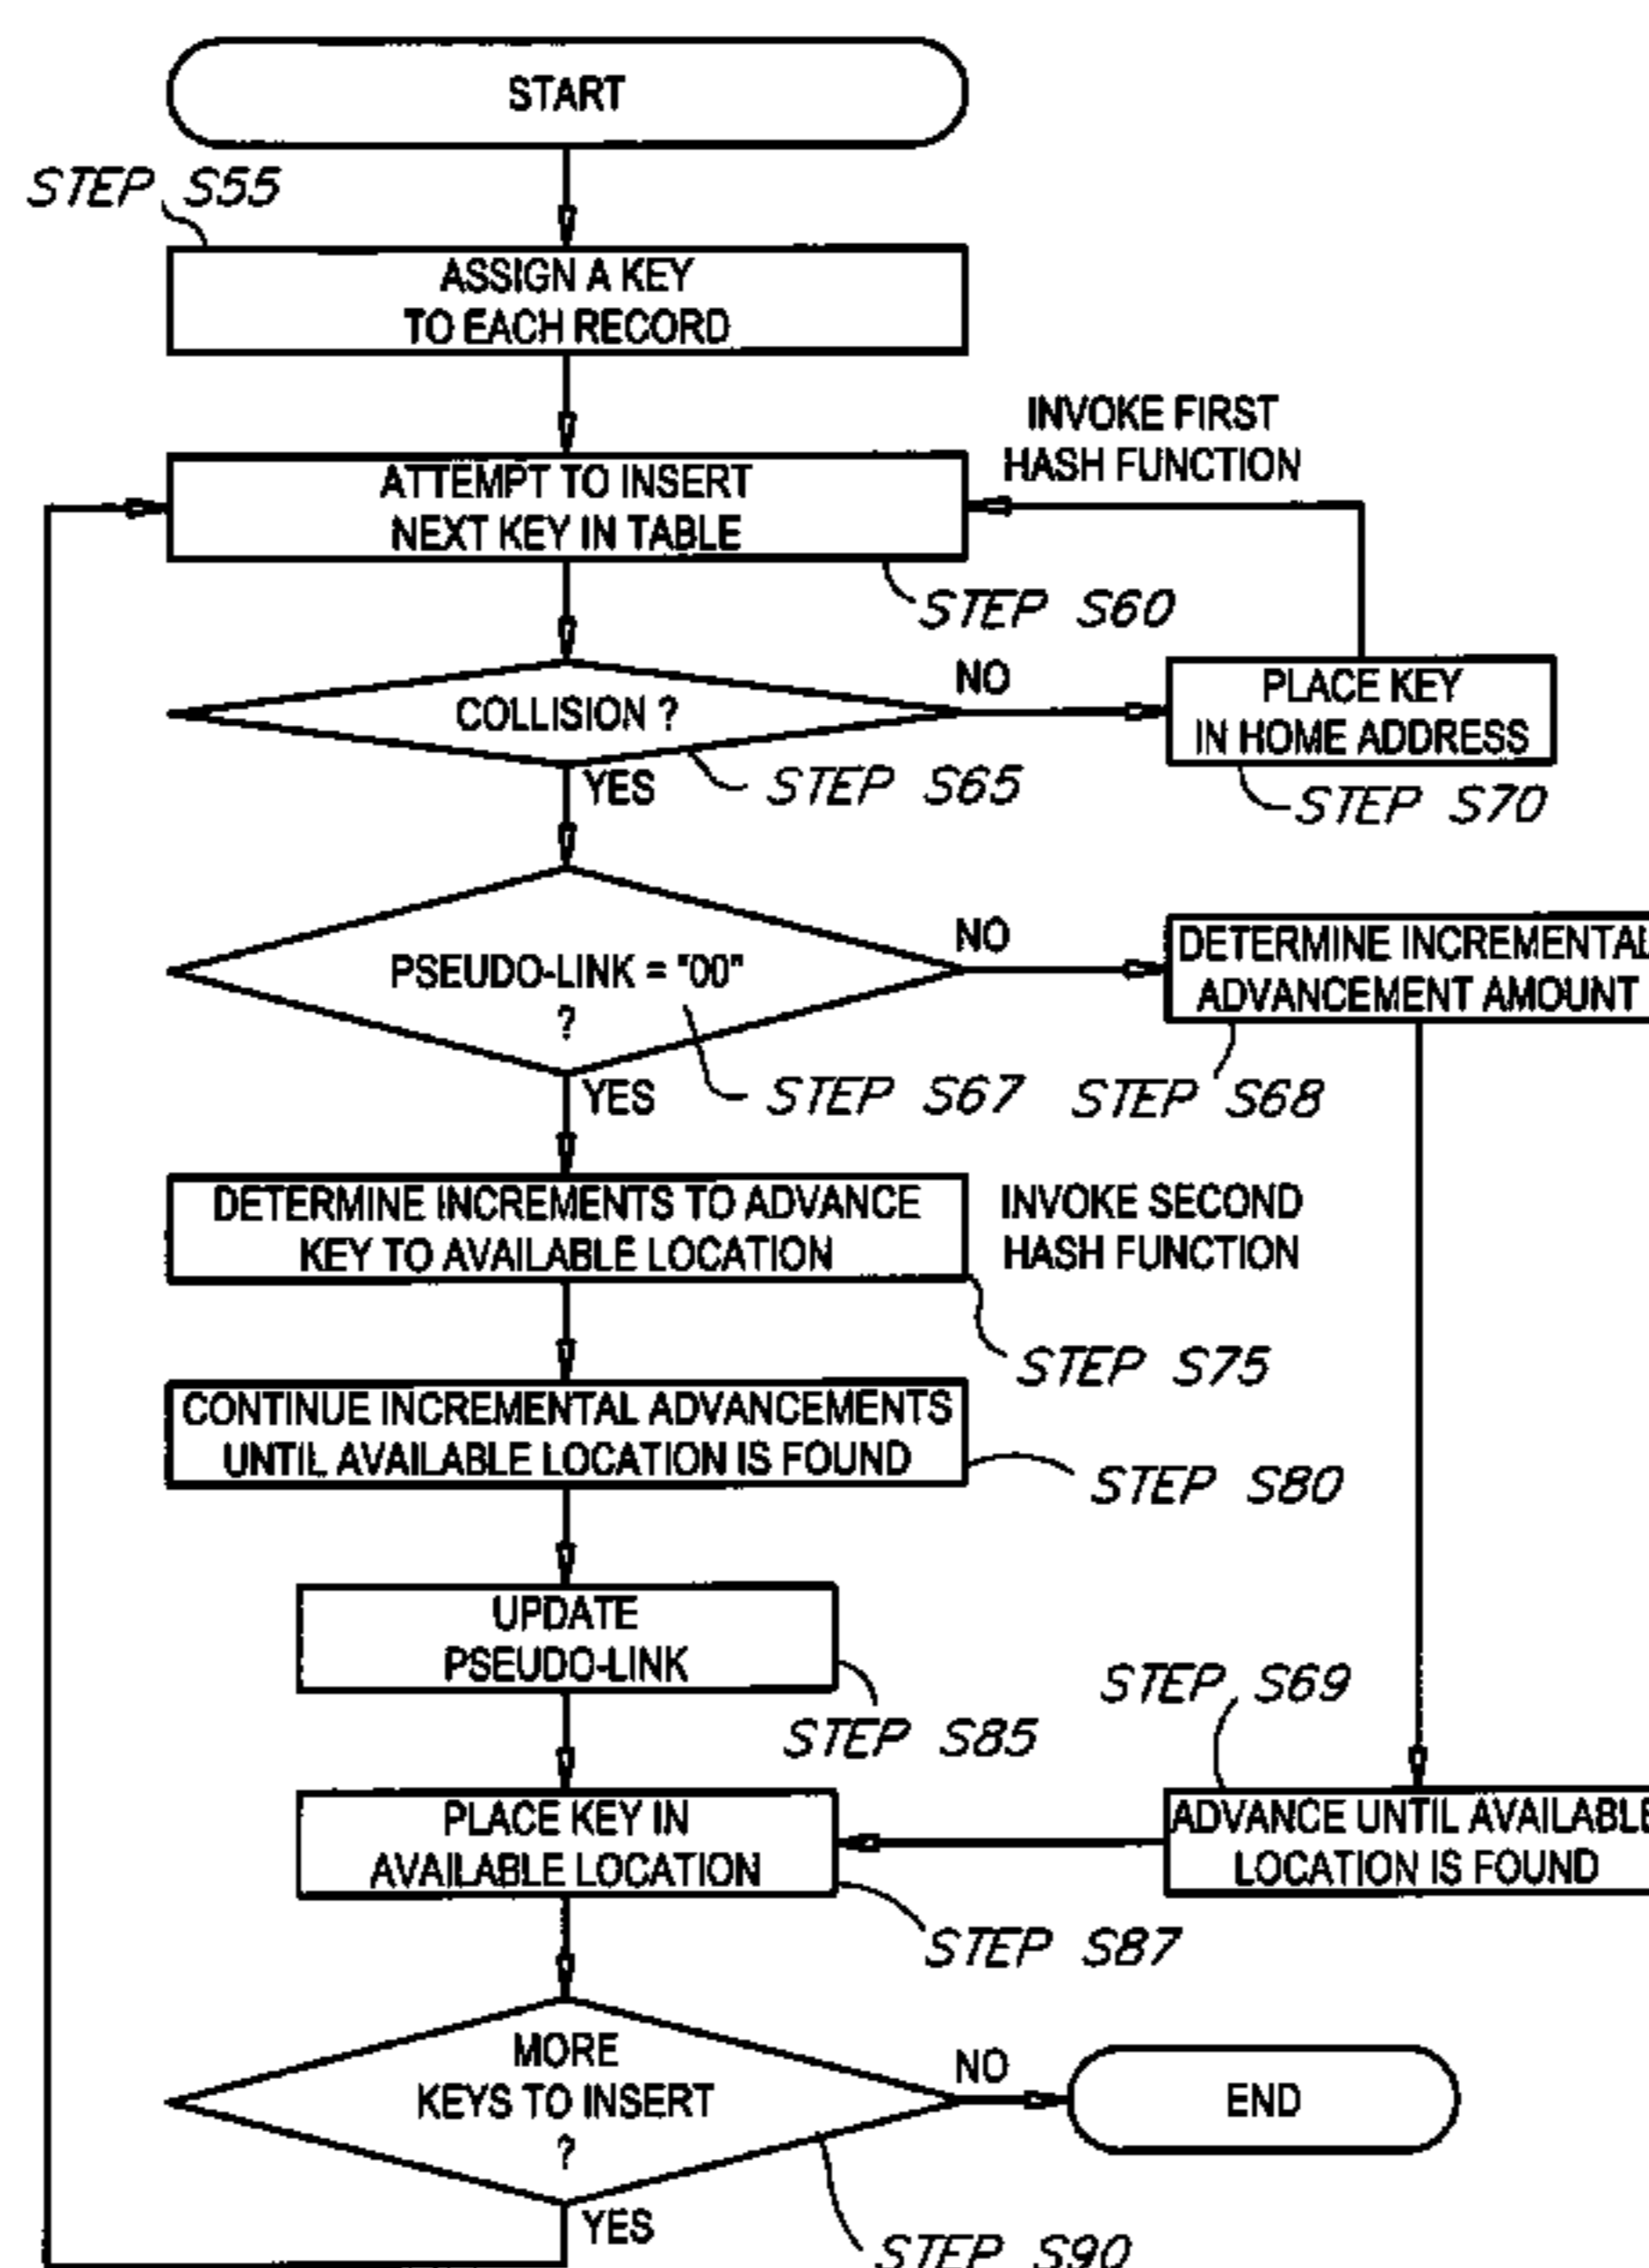 START
STEP S55
ASSIGN A KEY
TO EACH RECORD
INVOKE FIRST
HASH FUNCTION
ATTEMPT TO INSERT
NEXT KEY IN TABLE
STEP S60
COLLISION ?
NO
PLACE KEY
IN HOME ADDRESS
YES
STEP S65
STEP S70
PSEUDO-LINK = "00"
?
NO
DETERMINE INCREMENTAL
ADVANCEMENT AMOUNT
YES
STEP S67
STEP S68
DETERMINE INCREMENTS TO ADVANCE
KEY TO AVAILABLE LOCATION
INVOKE SECOND
HASH FUNCTION
STEP S75
CONTINUE INCREMENTAL ADVANCEMENTS
UNTIL AVAILABLE LOCATION IS FOUND
STEP S80
UPDATE
PSEUDO-LINK
STEP S85
STEP S69
PLACE KEY IN
AVAILABLE LOCATION
ADVANCE UNTIL AVAILABLE
LOCATION IS FOUND
STEP S87
MORE
KEYS TO INSERT
?
NO
END
YES
STEP S90